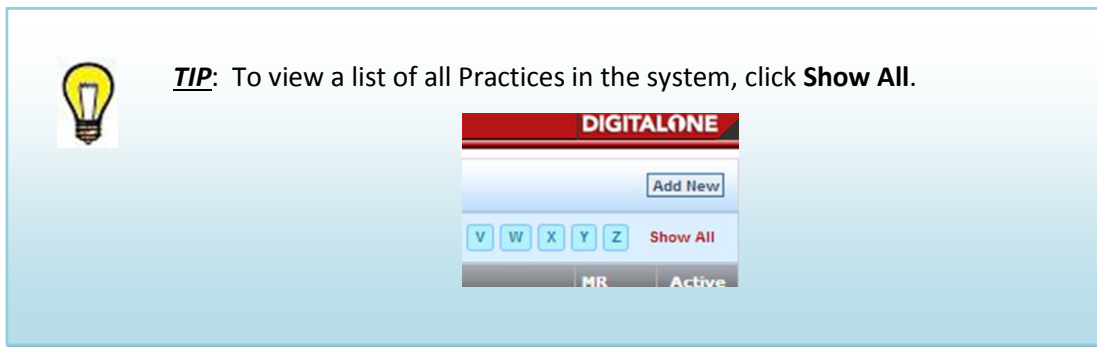 TIP: To view a list of all Practices in the system, click Show All.
DIGITALONE
Add New
V W X Y Z Show All
MR Active